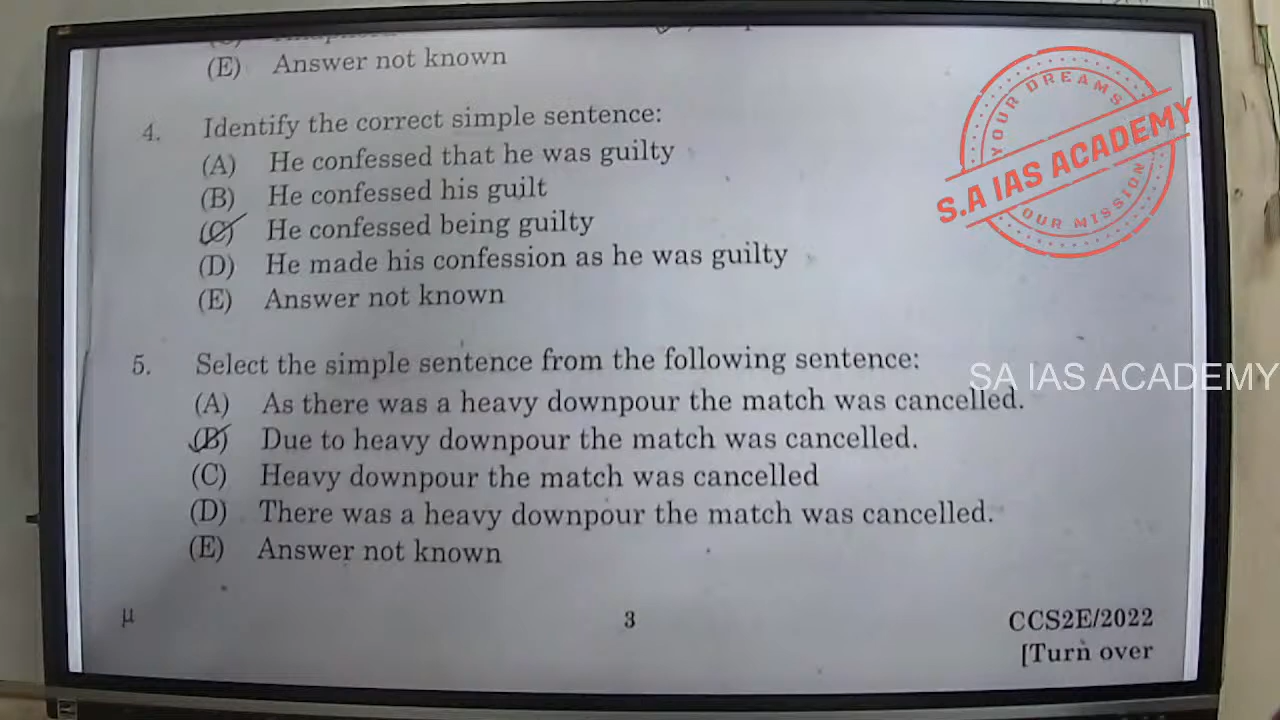 (E) Answer not known
4. Identify the correct simple sentence:
(A) He confessed that he was guilty
(B) He confessed his guilt
(C) He confessed being guilty
(D) He made his confession as he was guilty
(E) Answer not known
5. Select the simple sentence from the following sentence:
(A) As there was a heavy downpour the match was cancelled.
(B) Due to heavy downpour the match was cancelled.
(C) Heavy downpour the match was cancelled
(D) There was a heavy downpour the match was cancelled.
(E) Answer not known
µ 3 CCS2E/2022
[Turn over
YOUR DREAMS
S.A IAS ACADEMY
OUR MISSION
SA IAS ACADEMY